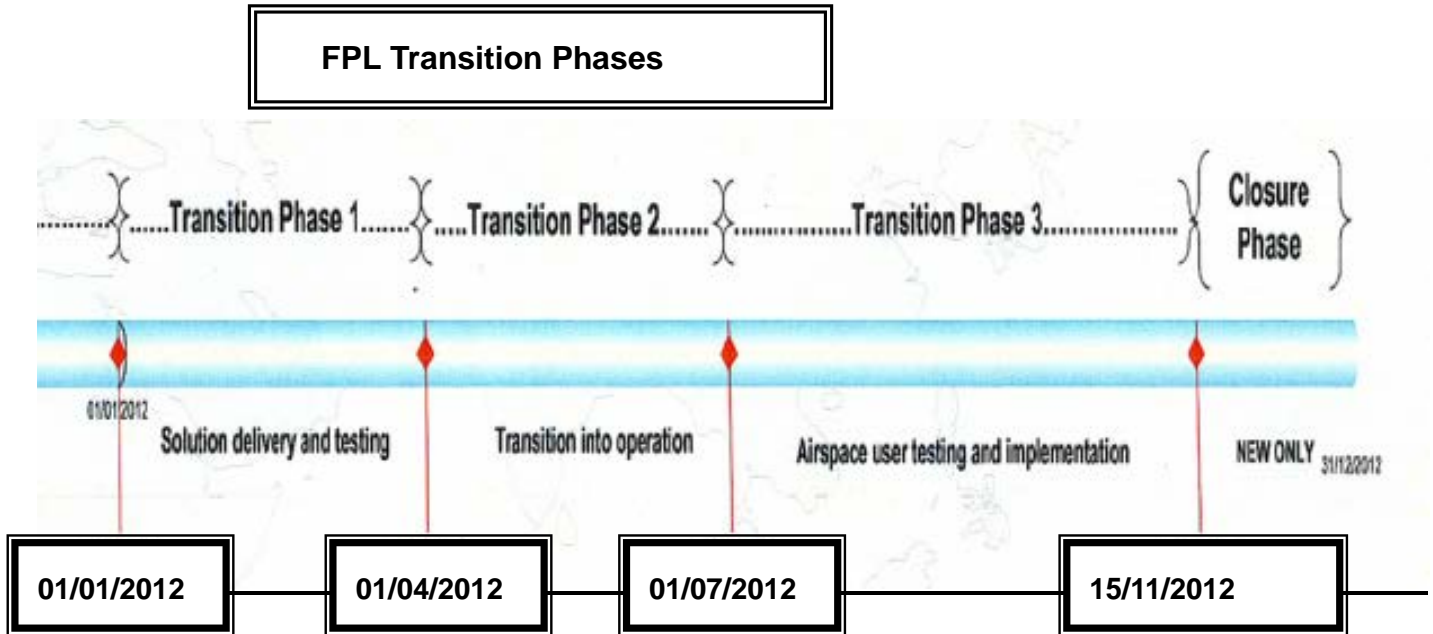 FPL Transition Phases
......Transition Phase 1.......
.....Transition Phase 2.......
..................Transition Phase 3....................
Closure
Phase
01/01/2012
Solution delivery and testing
Transition into operation
Airspace user testing and implementation
NEW ONLY 31/12/2012
01/01/2012
01/04/2012
01/07/2012
15/11/2012